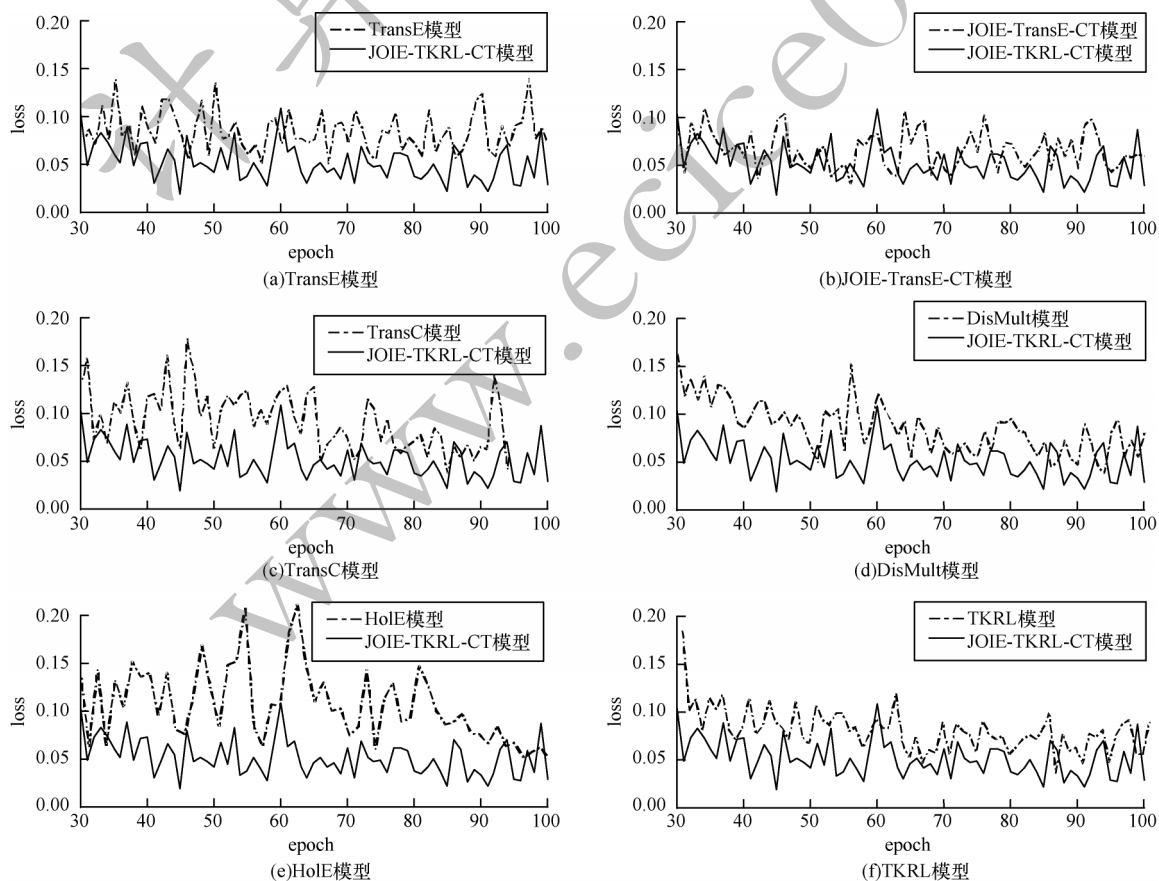 0.20
0.15
0.10
0.05
0.00
loss
TransE模型
JOIE-TKRL-CT模型
30 40 50 60 70 80 90 100
epoch
(a)TransE模型
0.20
0.15
0.10
0.05
0.00
loss
JOIE-TransE-CT模型
JOIE-TKRL-CT模型
30 40 50 60 70 80 90 100
epoch
(b)JOIE-TransE-CT模型
0.20
0.15
0.10
0.05
0.00
loss
TransC模型
JOIE-TKRL-CT模型
30 40 50 60 70 80 90 100
epoch
(c)TransC模型
0.20
0.15
0.10
0.05
0.00
loss
DisMult模型
JOIE-TKRL-CT模型
30 40 50 60 70 80 90 100
epoch
(d)DisMult模型
0.20
0.15
0.10
0.05
0.00
loss
HolE模型
JOIE-TKRL-CT模型
30 40 50 60 70 80 90 100
epoch
(e)HolE模型
0.20
0.15
0.10
0.05
0.00
loss
TKRL模型
JOIE-TKRL-CT模型
30 40 50 60 70 80 90 100
epoch
(f)TKRL模型
www.ecice0